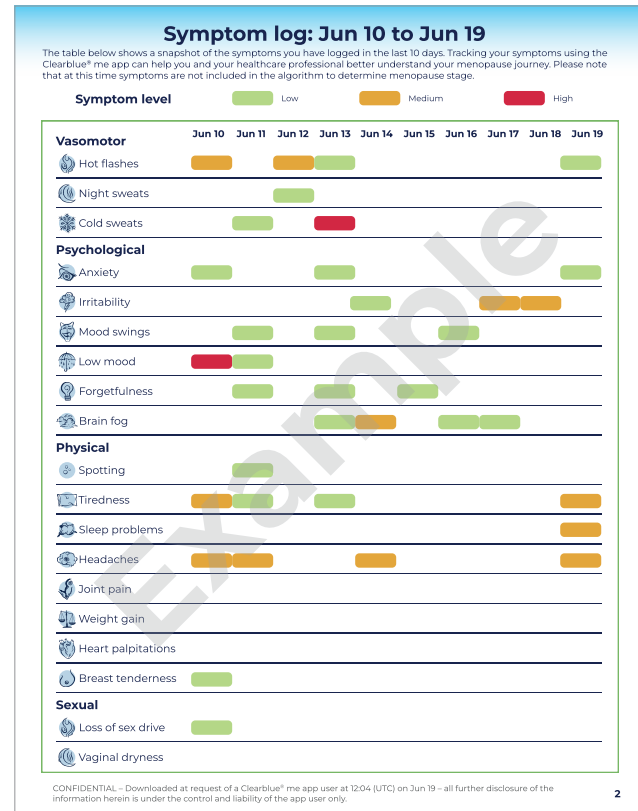 Symptom log: Jun 10 to Jun 19
The table below shows a snapshot of the symptoms you have logged in the last 10 days. Tracking your symptoms using the
Clearblue® me app can help you and your healthcare professional better understand your menopause journey. Please note
that at this time symptoms are not included in the algorithm to determine menopause stage.
Symptom level Low Medium High
Vasomotor Jun 10 Jun 11 Jun 12 Jun 13 Jun 14 Jun 15 Jun 16 Jun 17 Jun 18 Jun 19
Hot flashes
Night sweats
Cold sweats
Psychological
Anxiety
Irritability
Mood swings
Low mood
Forgetfulness
Brain fog
Physical
Spotting
Tiredness
Sleep problems
Headaches
Joint pain
Weight gain
Heart palpitations
Breast tenderness
Sexual
Loss of sex drive
Vaginal dryness
Example
CONFIDENTIAL – Downloaded at request of a Clearblue® me app user at 12:04 (UTC) on Jun 19 – all further disclosure of the
information herein is under the control and liability of the app user only.
2